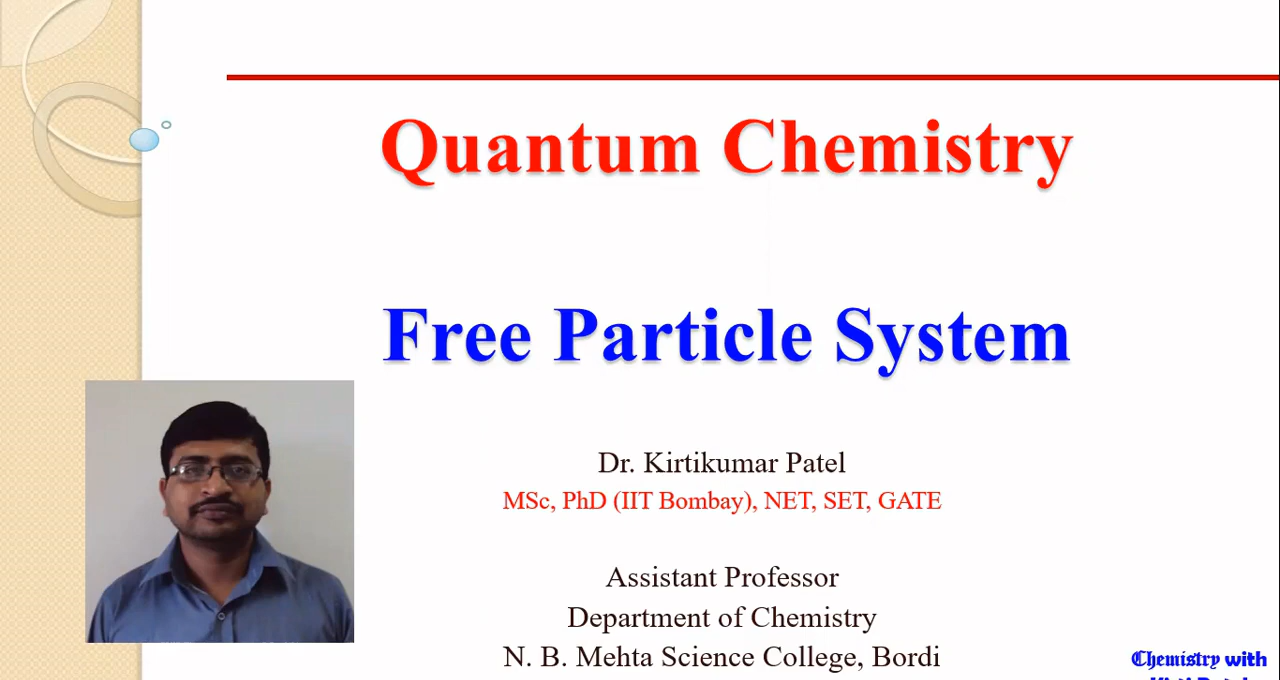 Quantum Chemistry
Free Particle System
Dr. Kirtikumar Patel
MSc, PhD (IIT Bombay), NET, SET, GATE
Assistant Professor
Department of Chemistry
N. B. Mehta Science College, Bordi
Chemistry with